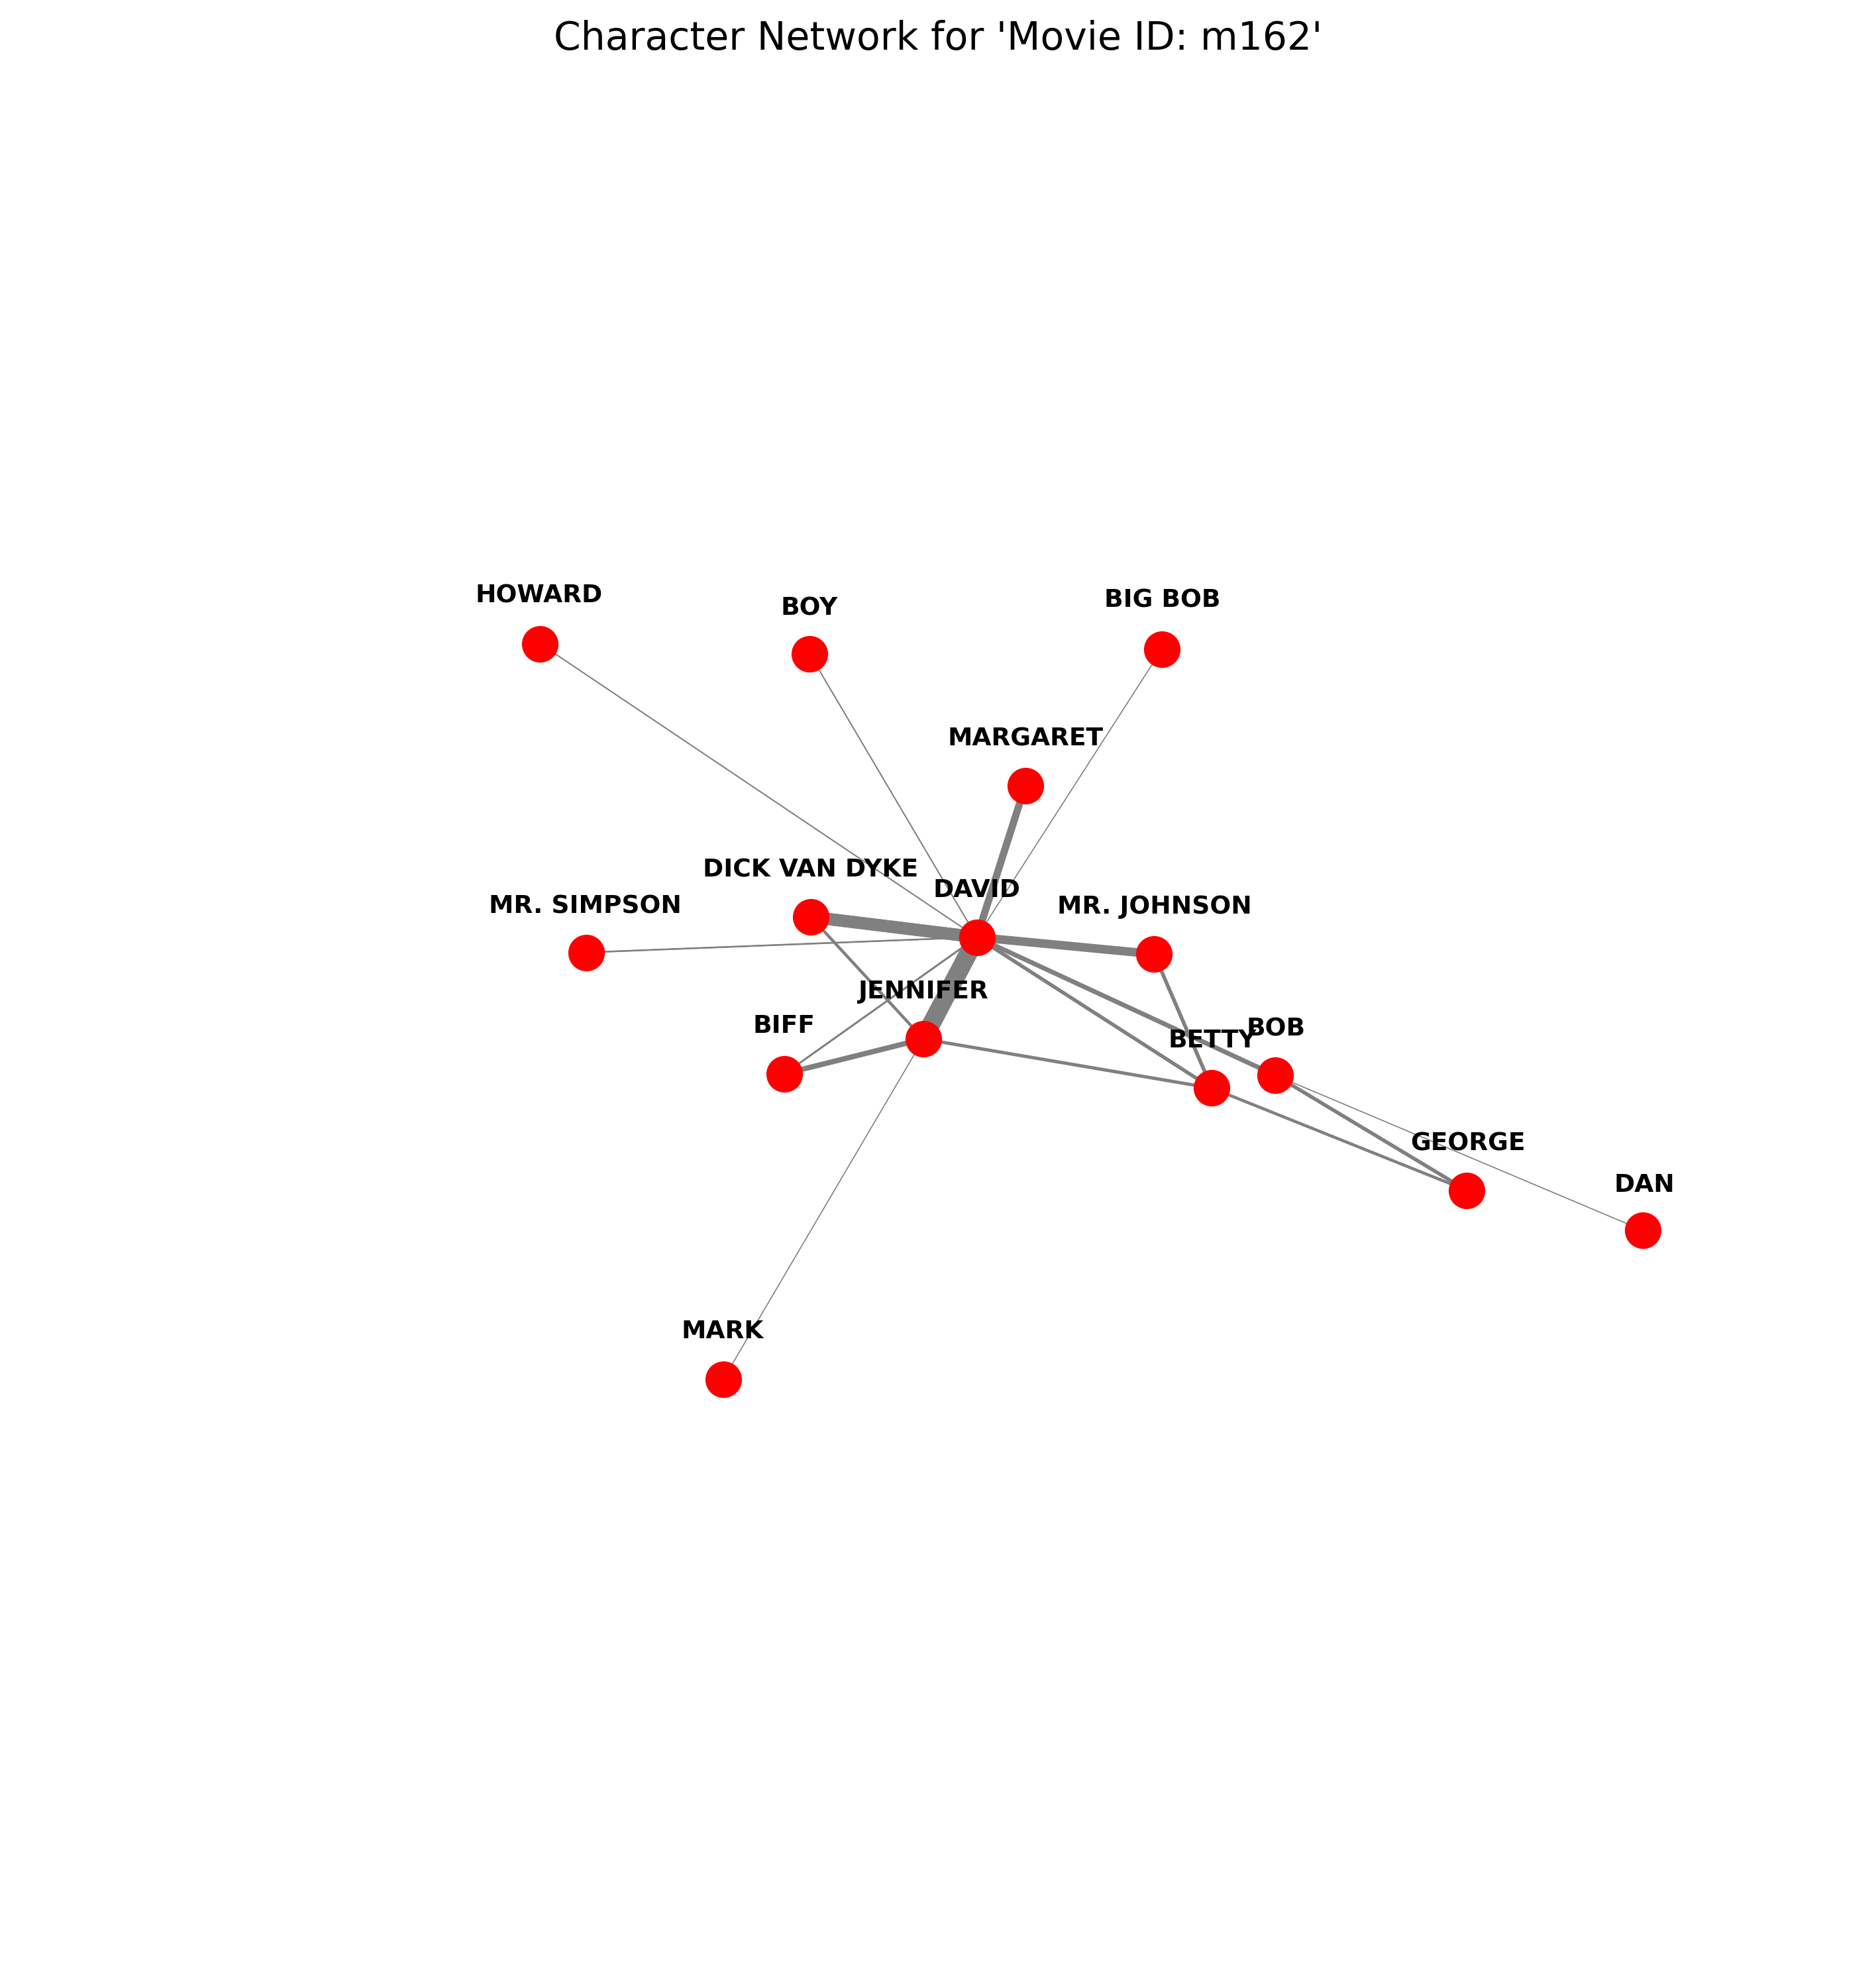 Character Network for 'Movie ID: m162'
HOWARD
BOY
BIG BOB
MARGARET
DICK VAN DYKE
DAVID
MR. SIMPSON
MR. JOHNSON
JENNIFER
BIFF
BETTY
BOB
GEORGE
DAN
MARK